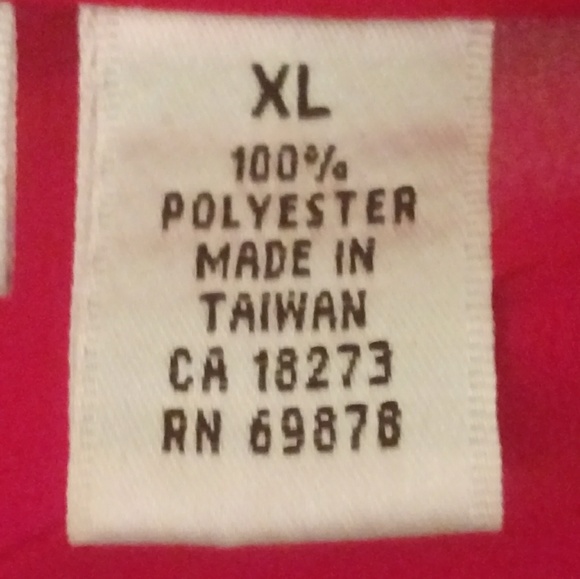 XL
100%
POLYESTER
MADE IN
TAIWAN
CA 18273
RN 69878